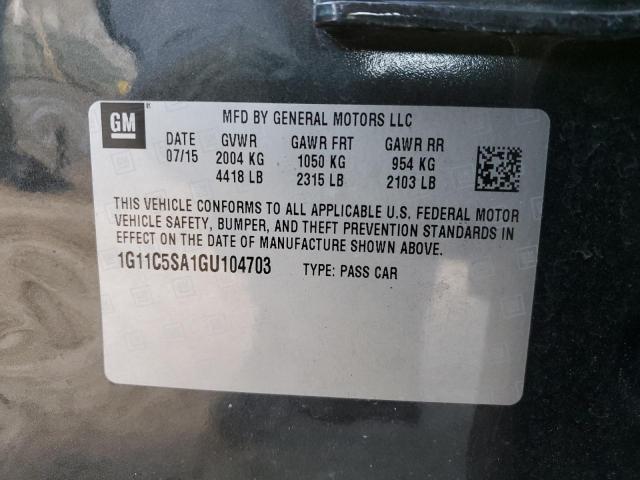 GM MFD BY GENERAL MOTORS LLC
DATE GVWR GAWR FRT GAWR RR
07/15 2004 KG 1050 KG 954 KG
4418 LB 2315 LB 2103 LB
THIS VEHICLE CONFORMS TO ALL APPLICABLE U.S. FEDERAL MOTOR
VEHICLE SAFETY, BUMPER, AND THEFT PREVENTION STANDARDS IN
EFFECT ON THE DATE OF MANUFACTURE SHOWN ABOVE.
1G11C5SA1GU104703 TYPE: PASS CAR